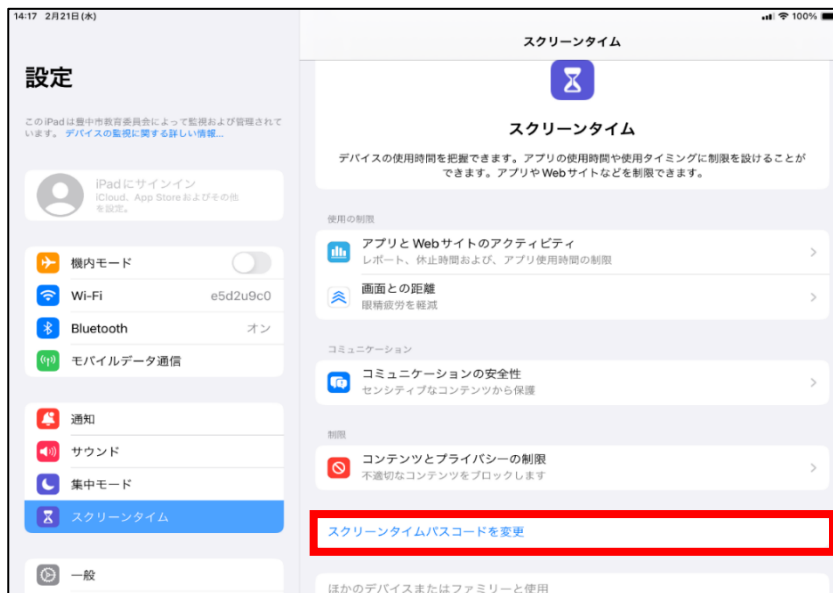 14:17 2月21日(水)
100%
設定
このiPadは豊中市教育委員会によって監視および管理されて
います。デバイスの監視に関する詳しい情報...
iPadにサインイン
iCloud、App Storeおよびその他
を設定。
機内モード
Wi-Fi e5d2u9c0
Bluetooth オン
モバイルデータ通信
通知
サウンド
集中モード
スクリーンタイム
一般
スクリーンタイム
スクリーンタイム
デバイスの使用時間を把握できます。アプリの使用時間や使用タイミングに制限を設けることが
できます。アプリやWebサイトなどを制限できます。
使用の制限
アプリとWebサイトのアクティビティ
レポート、休止時間および、アプリ使用時間の制限
画面との距離
眼精疲労を軽減
コミュニケーション
コミュニケーションの安全性
センシティブなコンテンツから保護
制限
コンテンツとプライバシーの制限
不適切なコンテンツをブロックします
スクリーンタイムパスコードを変更
ほかのデバイスまたはファミリーと使用